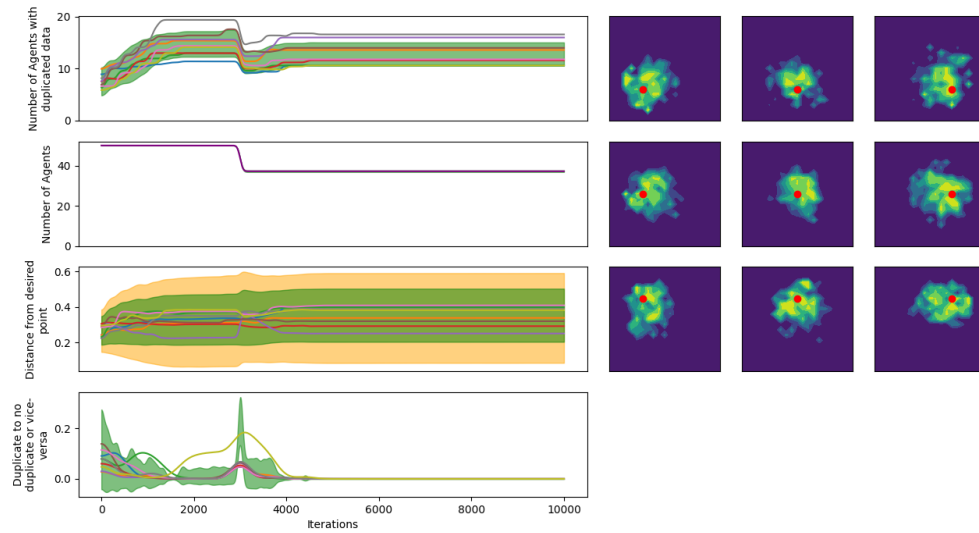 Number of Agents with
duplicated data
20
10
0
Number of Agents
40
20
0
Distance from desired
point
0.6
0.4
0.2
Duplicate to no
duplicate or vice-
versa
0.2
0.0
0
2000
4000
6000
8000
10000
Iterations